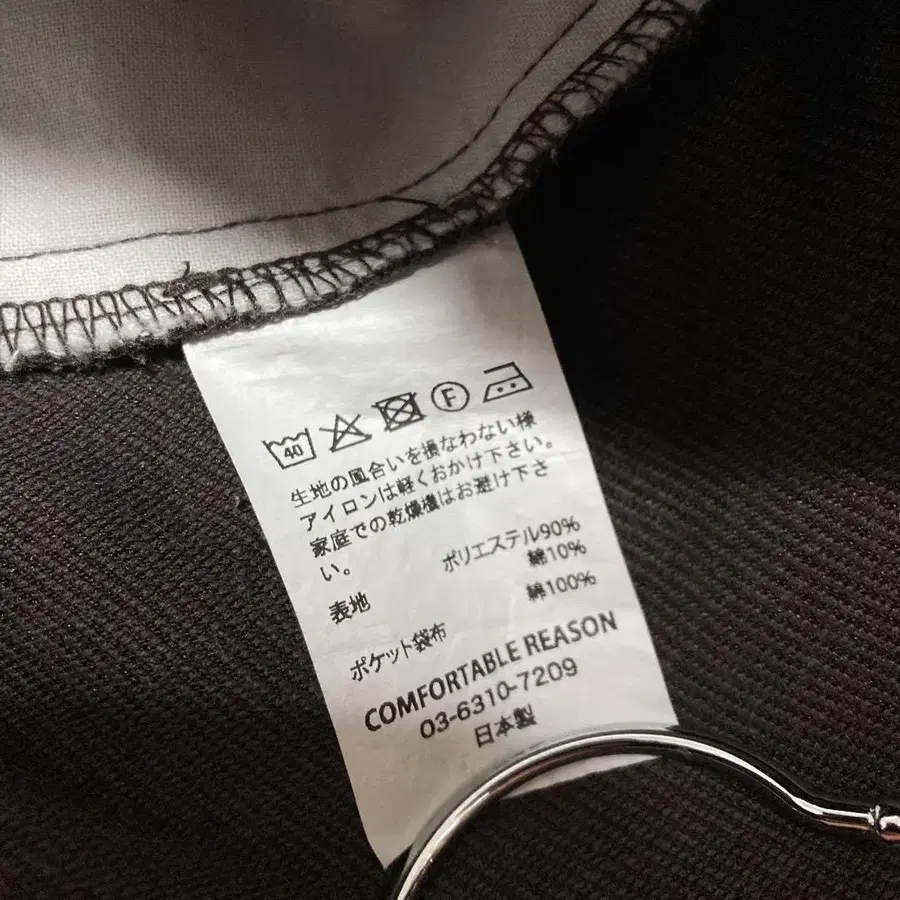 40
F
生地の風合いを損なわない様
アイロンは軽くおかけ下さい。
家庭での乾燥機はお避け下さ
い。
表地 ポリエステル90%
綿10%
ポケット袋布 綿100%
COMFORTABLE REASON
03-6310-7209
日本製